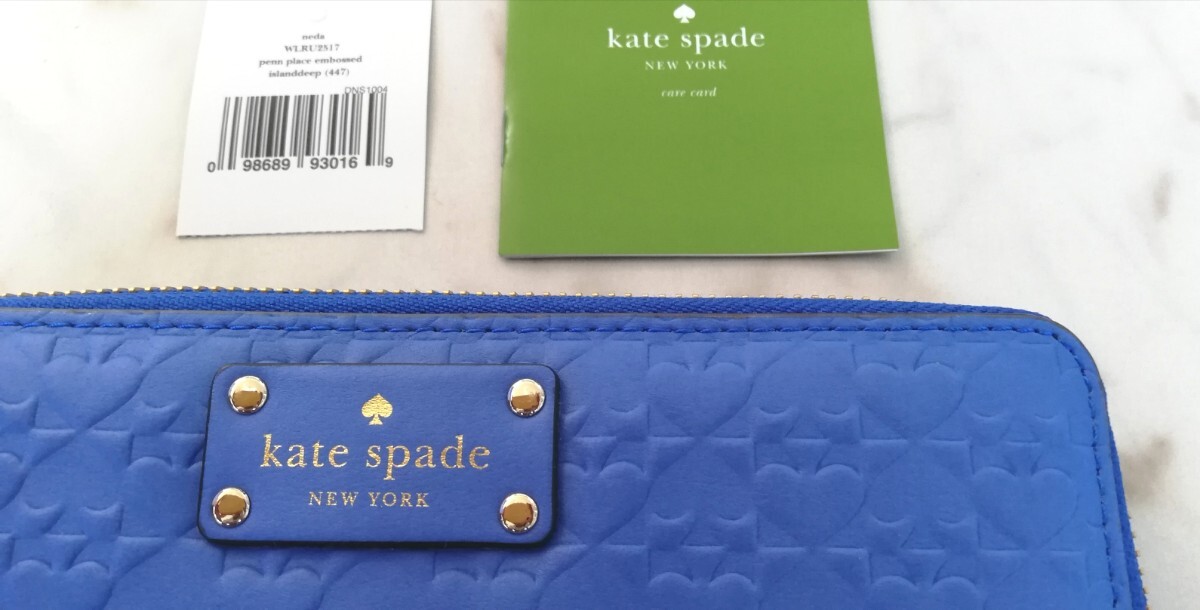 neda
WLRU2517
penn place embossed
islanddeep (447)
DNS1004
0 98689 93016 9
kate spade
NEW YORK
care card
kate spade
NEW YORK